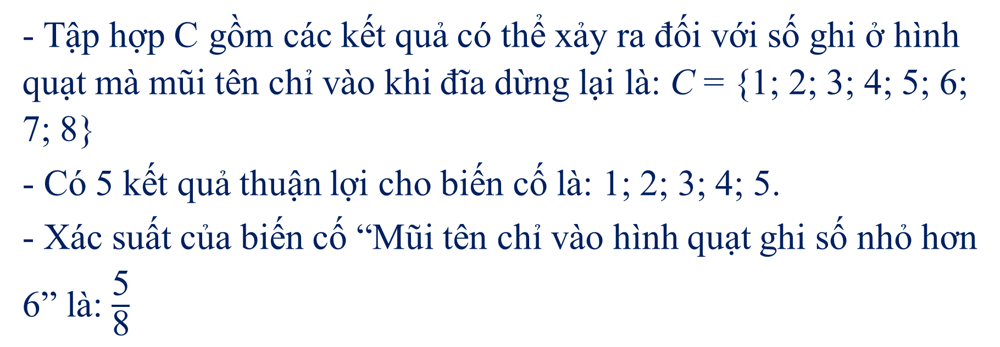 - Tập hợp C gồm các kết quả có thể xảy ra đối với số ghi ở hình
quạt mà mũi tên chỉ vào khi đĩa dừng lại là: C = {1; 2; 3; 4; 5; 6;
7; 8}
- Có 5 kết quả thuận lợi cho biến cố là: 1; 2; 3; 4; 5.
- Xác suất của biến cố “Mũi tên chỉ vào hình quạt ghi số nhỏ hơn
6” là: 5/8